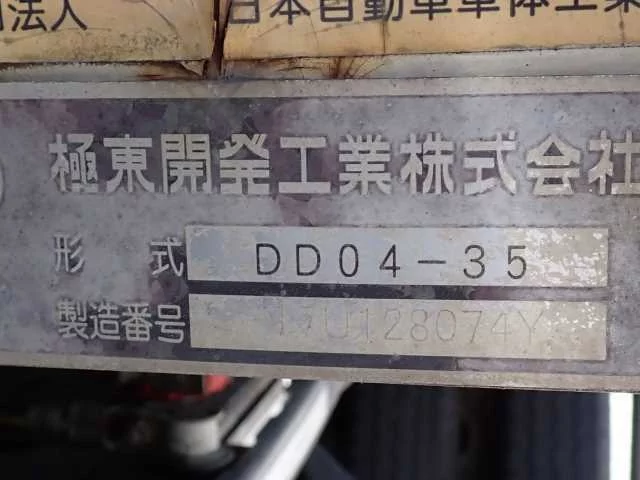 法人
日本自動車車体工業
極東開発工業株式会社
形式 DD04-35
製造番号